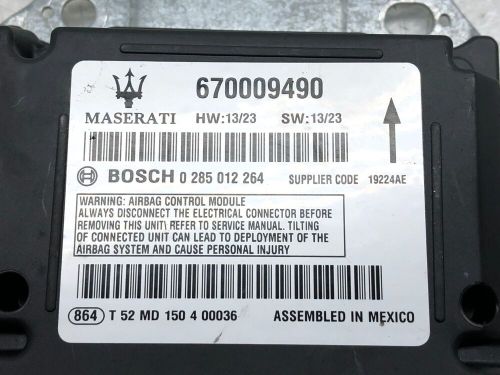 670009490
MASERATI HW:13/23 SW:13/23
BOSCH 0 285 012 264 SUPPLIER CODE 19224AE
WARNING: AIRBAG CONTROL MODULE
ALWAYS DISCONNECT THE ELECTRICAL CONNECTOR BEFORE
REMOVING THIS UNIT\ REFER TO SERVICE MANUAL. TILTING
OF CONNECTED UNIT CAN LEAD TO DEPLOYMENT OF THE
AIRBAG SYSTEM AND CAUSE PERSONAL INJURY
864 T 52 MD 150 4 00036 ASSEMBLED IN MEXICO